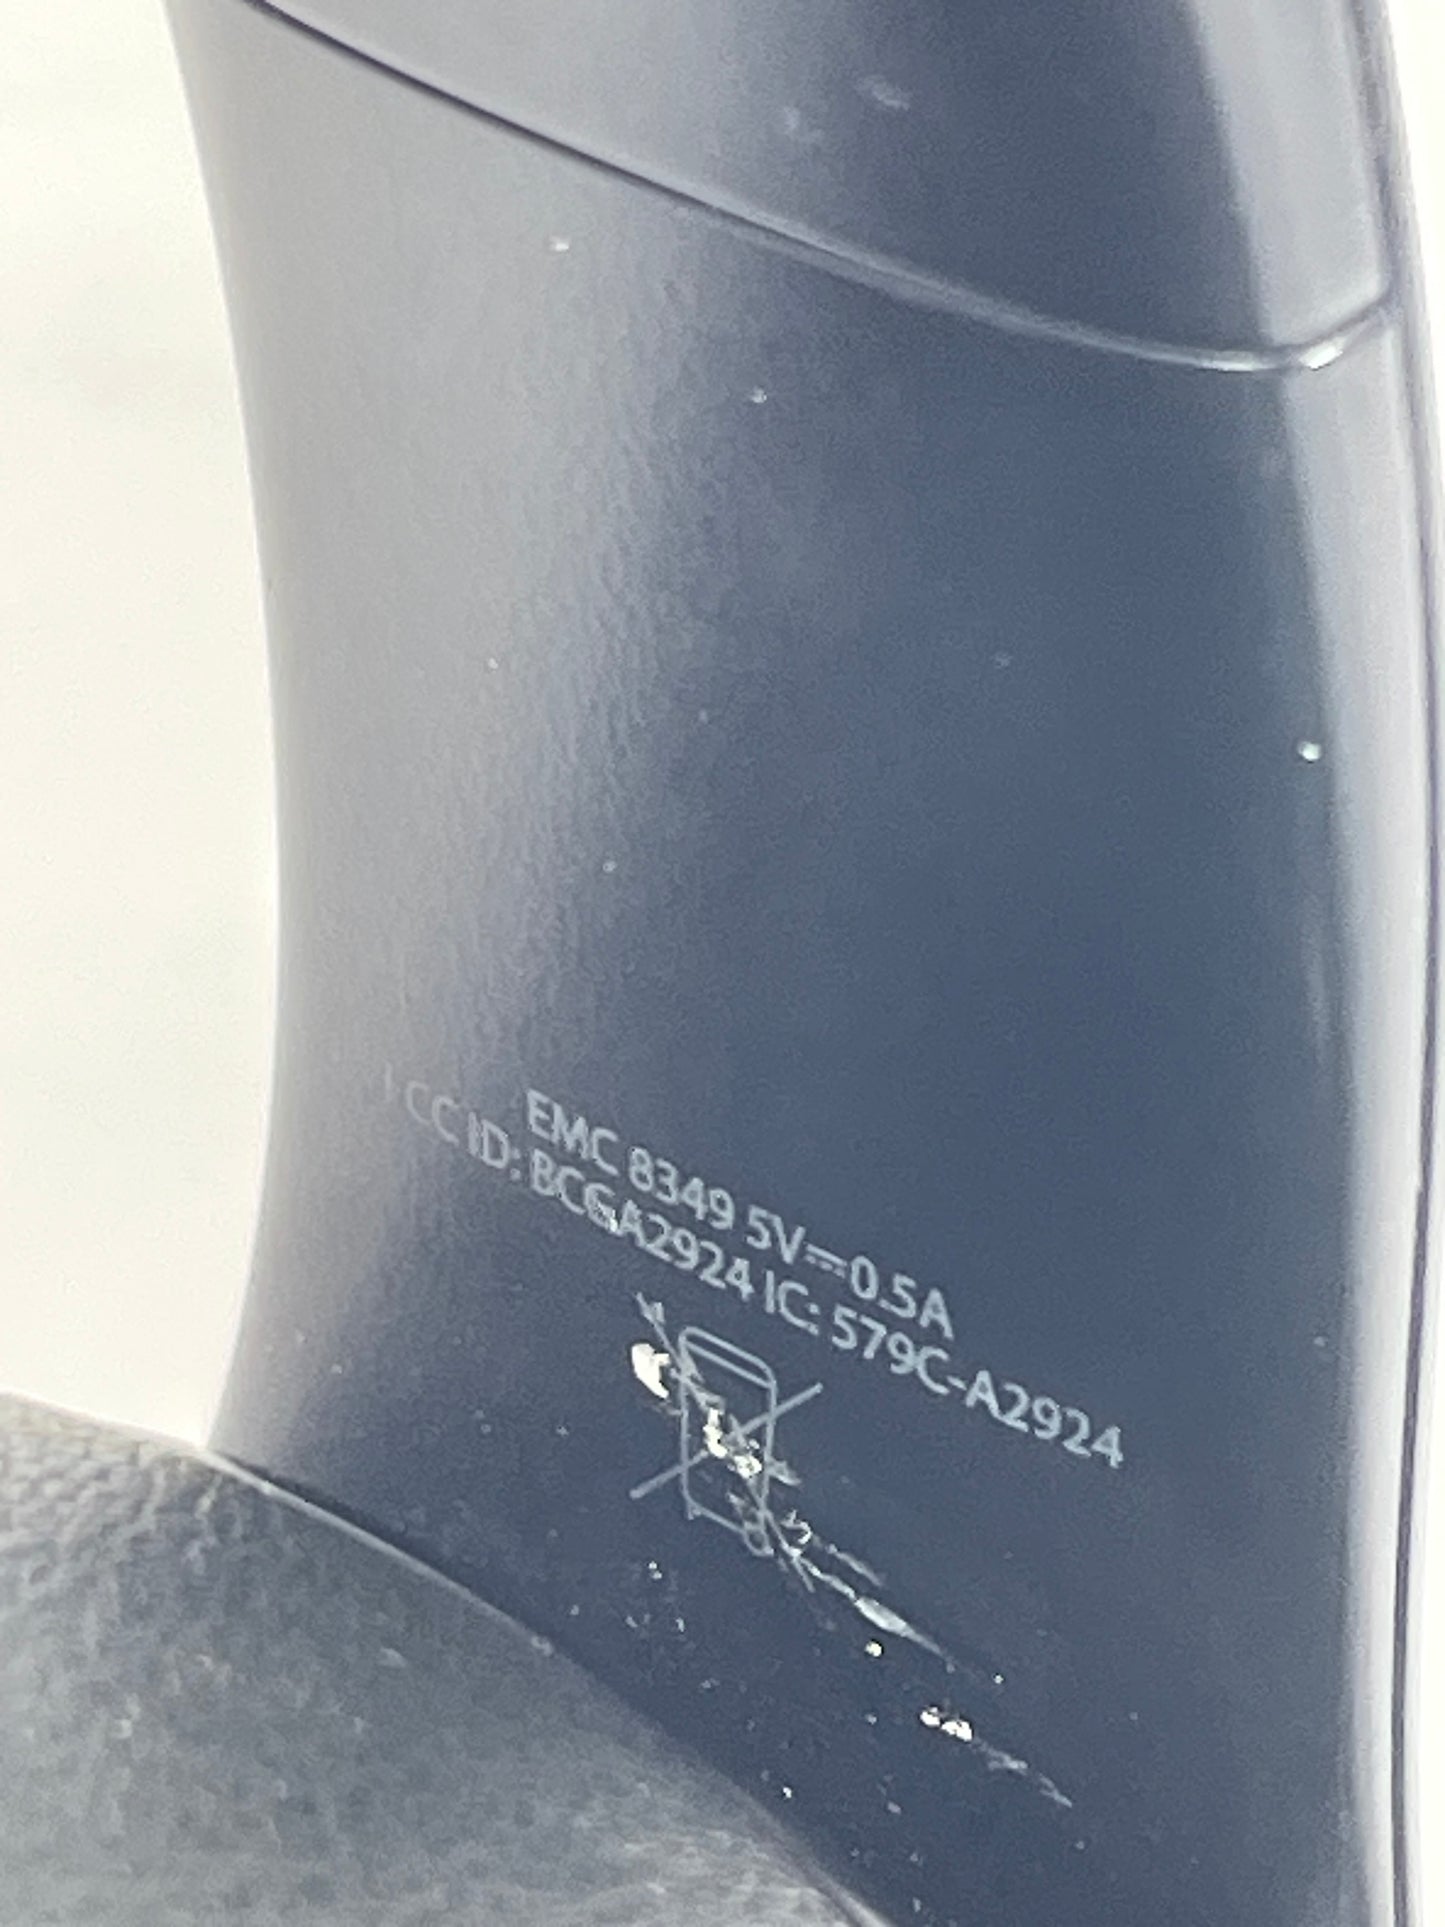 EMC 8349 5V⎓0.5A
FCC ID: BCGA2924 IC: 579C-A2924